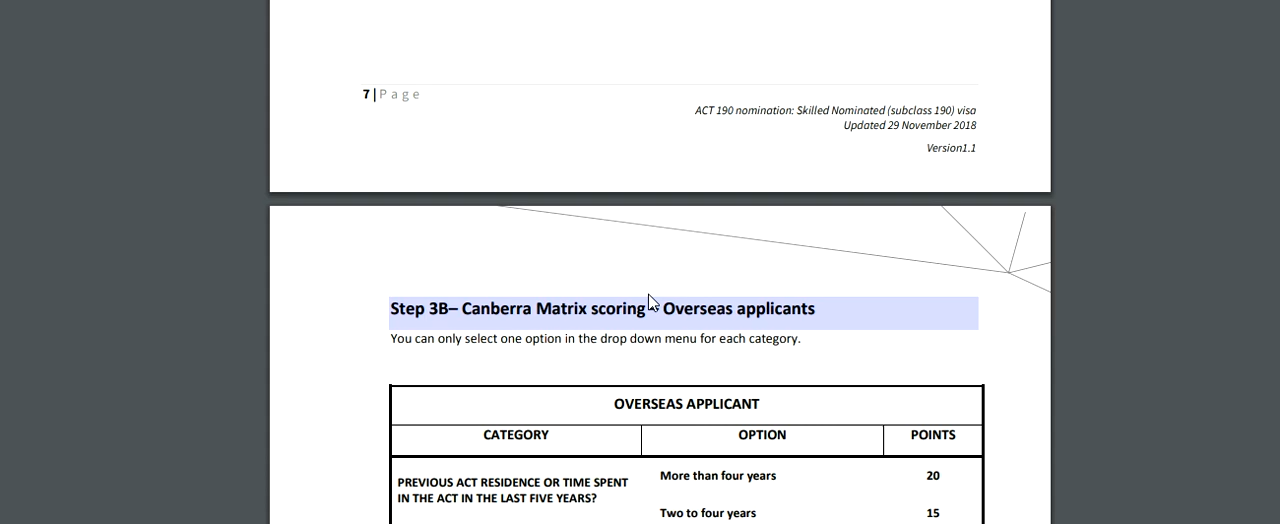 7 | P a g e
ACT 190 nomination: Skilled Nominated (subclass 190) visa
Updated 29 November 2018
Version1.1
Step 3B– Canberra Matrix scoring Overseas applicants
You can only select one option in the drop down menu for each category.
OVERSEAS APPLICANT
CATEGORY OPTION POINTS
PREVIOUS ACT RESIDENCE OR TIME SPENT
IN THE ACT IN THE LAST FIVE YEARS?
More than four years 20
Two to four years 15